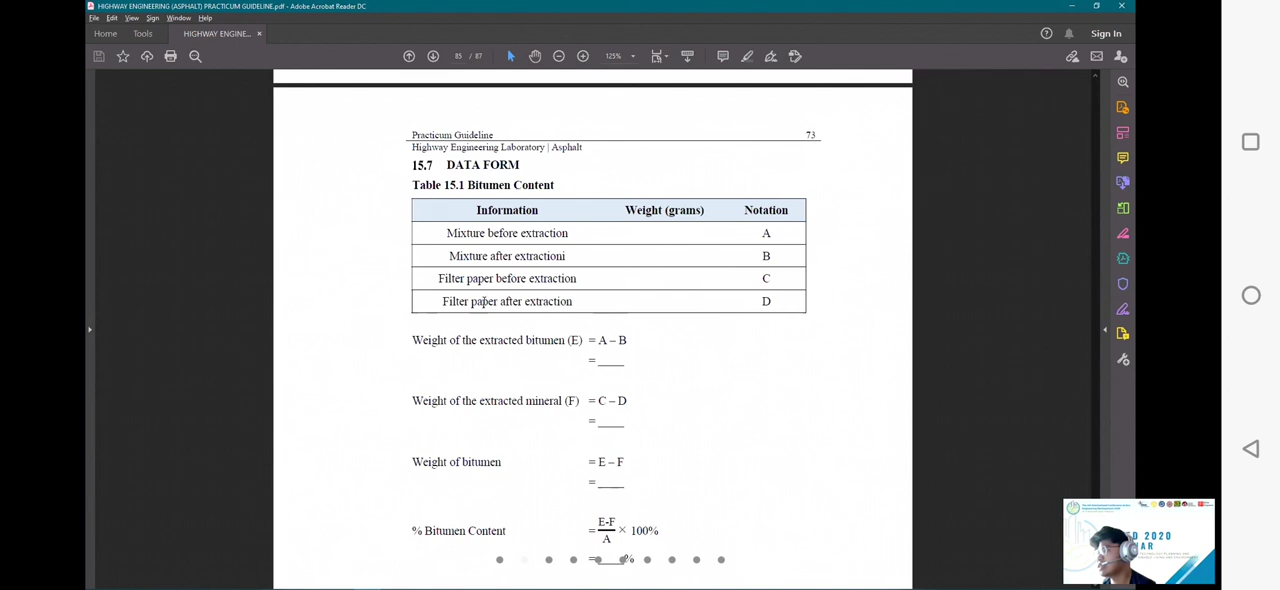 HIGHWAY ENGINEERING (ASPHALT) PRACTICUM GUIDELINE.pdf - Adobe Acrobat Reader DC
File Edit View Sign Window Help
Home Tools HIGHWAY ENGINE... × Sign In
85 / 87 125%
Practicum Guideline 73
Highway Engineering Laboratory | Asphalt
15.7 DATA FORM
Table 15.1 Bitumen Content
Information Weight (grams) Notation
Mixture before extraction A
Mixture after extractioni B
Filter paper before extraction C
Filter paper after extraction D
Weight of the extracted bitumen (E) = A – B
= ____
Weight of the extracted mineral (F) = C – D
= ____
Weight of bitumen = E – F
= ____
% Bitumen Content = E-F / A × 100%
= ____%
2020